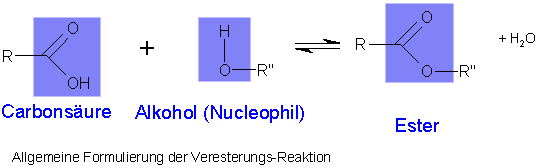 R O OH + H O R" ⇌ R O O R" + H₂O
Carbonsäure Alkohol (Nucleophil) Ester
Allgemeine Formulierung der Veresterungs-Reaktion